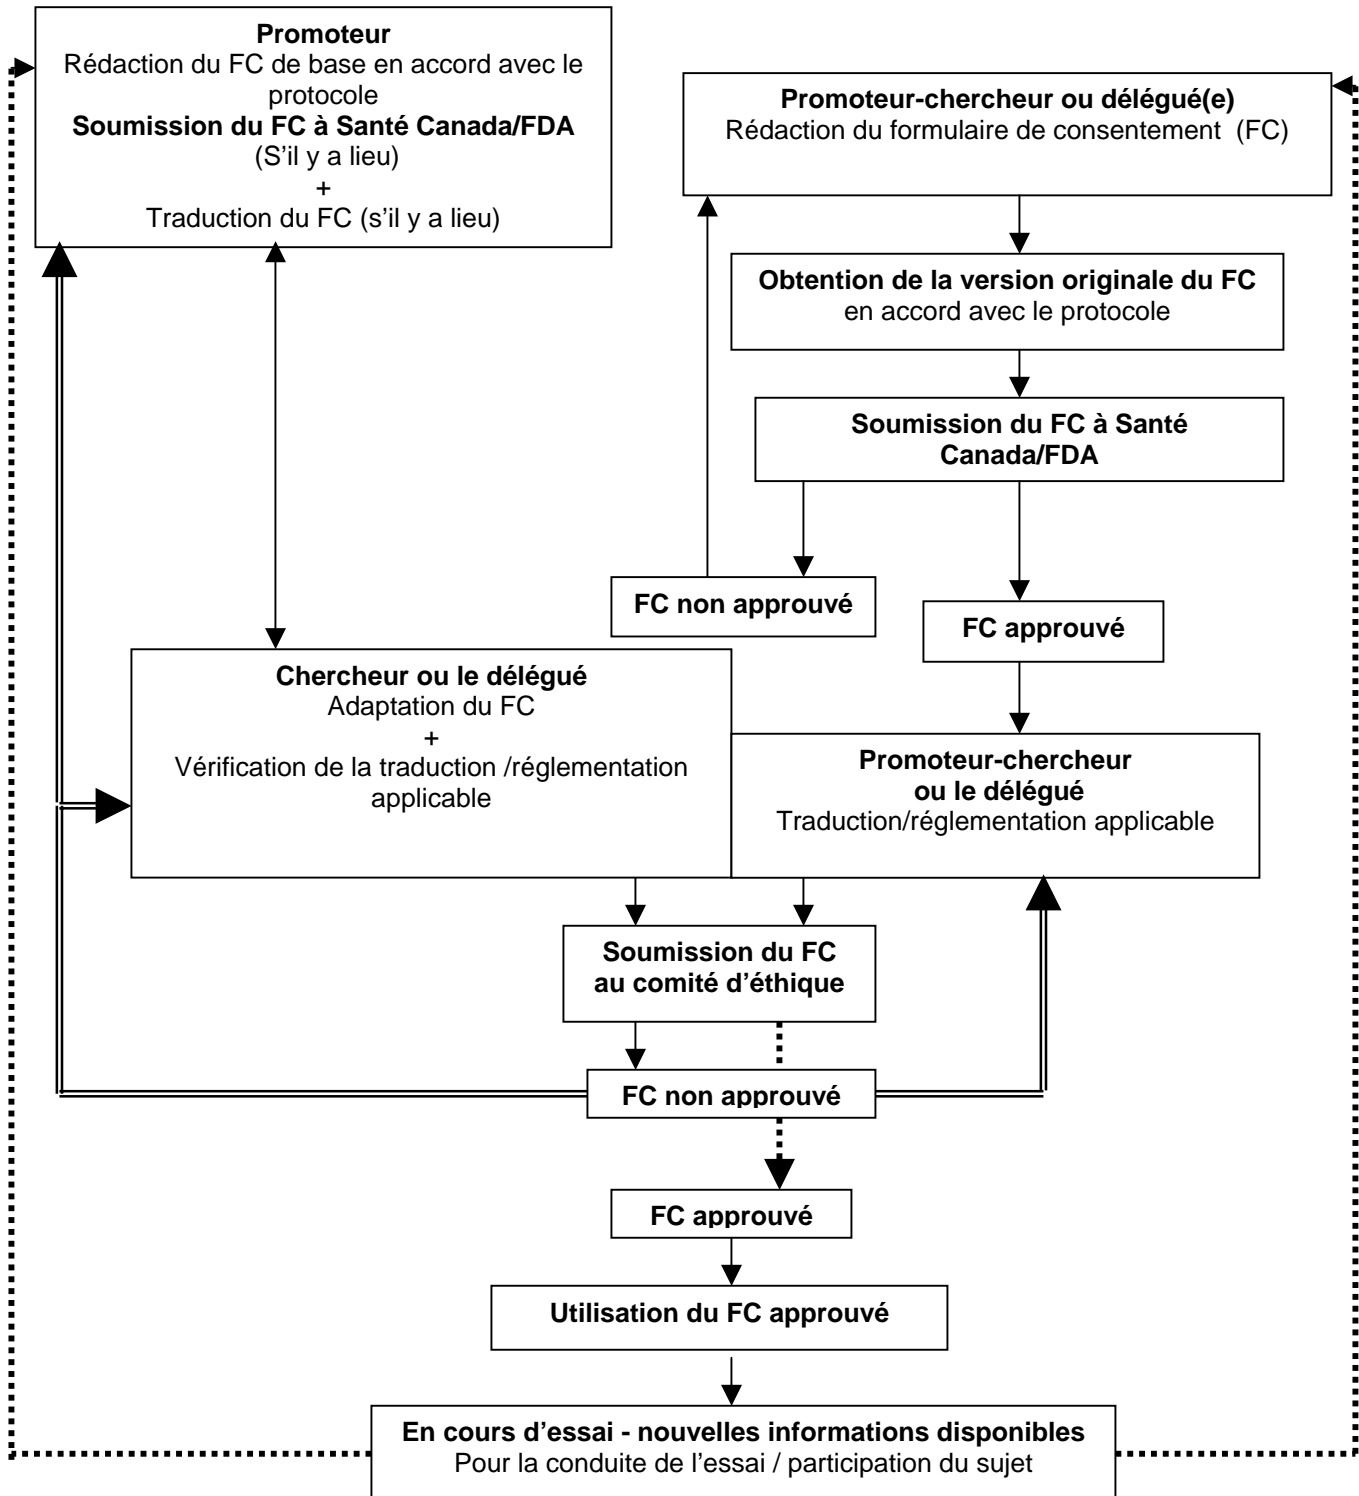 Promoteur
Rédaction du FC de base en accord avec le
protocole
Soumission du FC à Santé Canada/FDA
(S'il y a lieu)
+
Traduction du FC (s'il y a lieu)
Promoteur-chercheur ou délégué(e)
Rédaction du formulaire de consentement (FC)
Obtention de la version originale du FC
en accord avec le protocole
Soumission du FC à Santé
Canada/FDA
FC non approuvé
FC approuvé
Chercheur ou le délégué
Adaptation du FC
+
Vérification de la traduction /réglementation
applicable
Promoteur-chercheur
ou le délégué
Traduction/réglementation applicable
Soumission du FC
au comité d'éthique
FC non approuvé
FC approuvé
Utilisation du FC approuvé
En cours d'essai - nouvelles informations disponibles
Pour la conduite de l'essai / participation du sujet